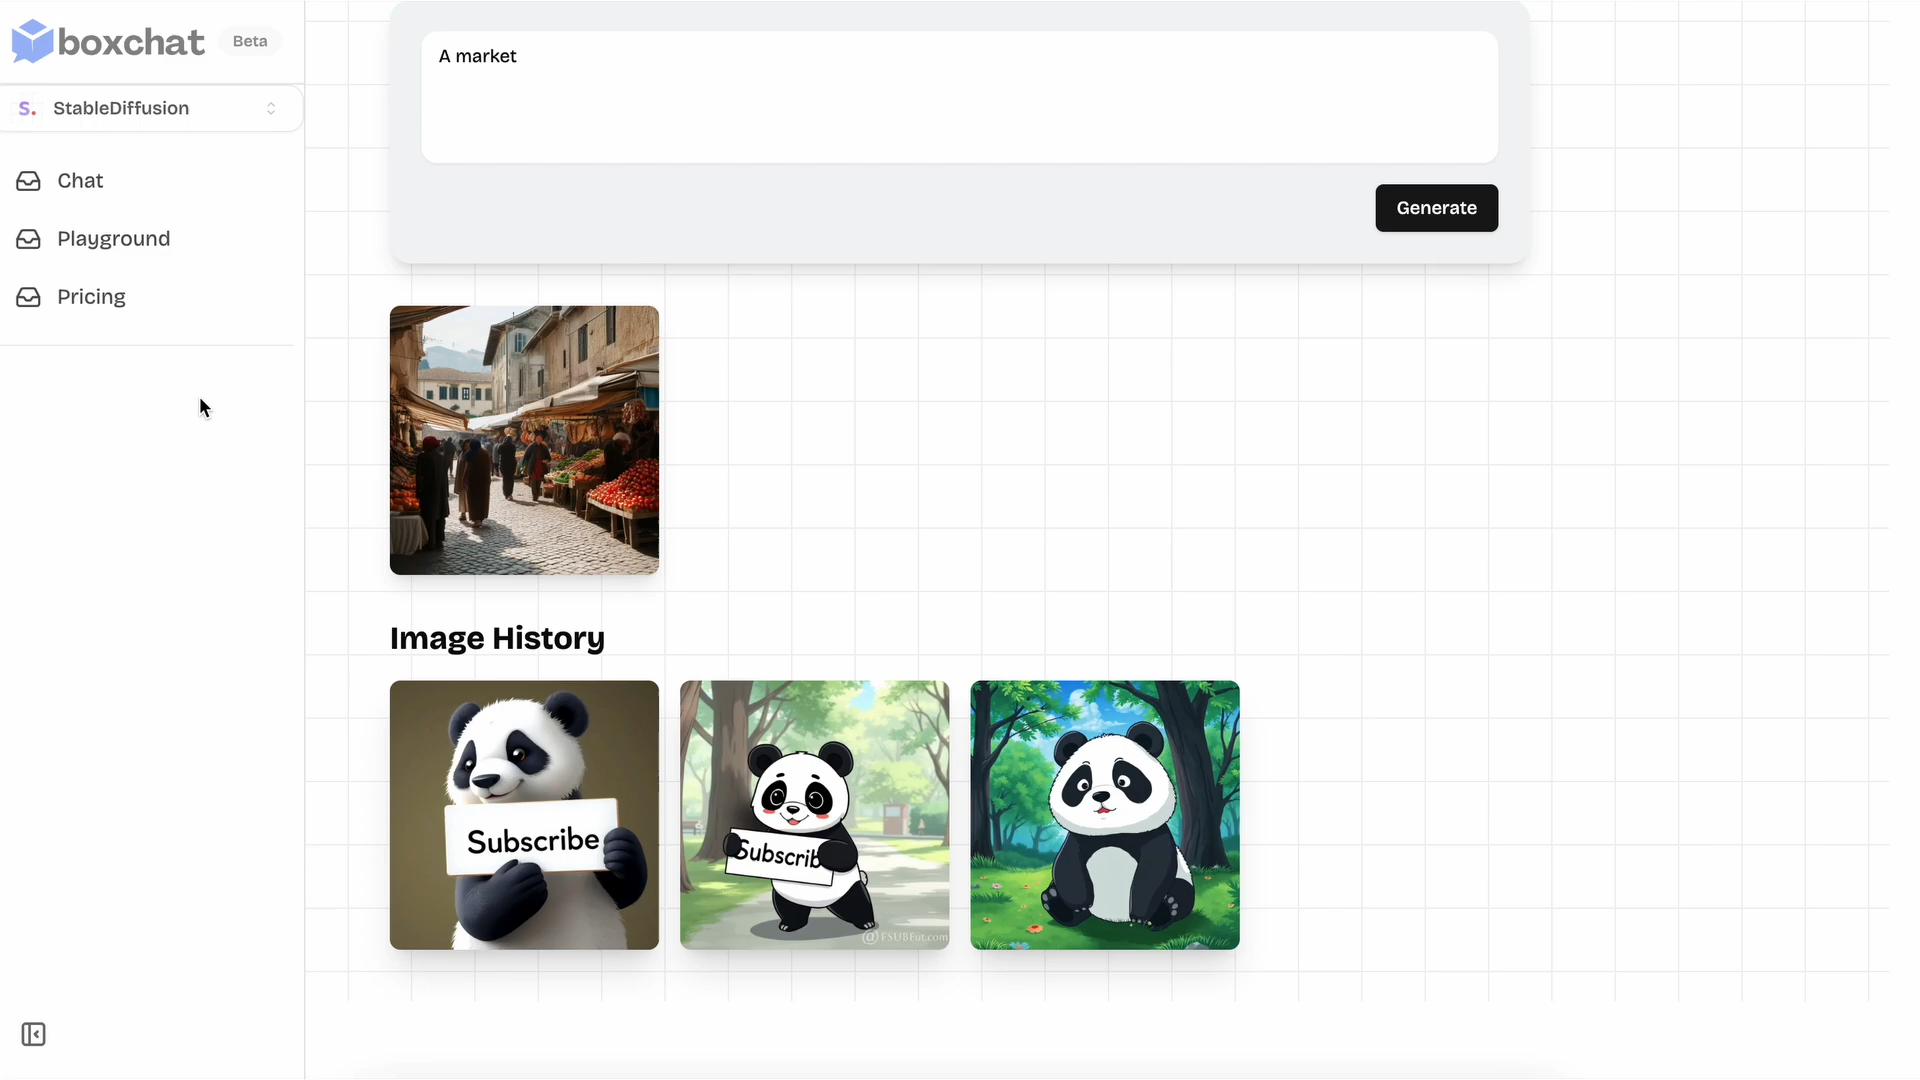 boxchat
Beta
S. StableDiffusion
Chat
Playground
Pricing
A market
Generate
Image History
Subscribe
Subscrib